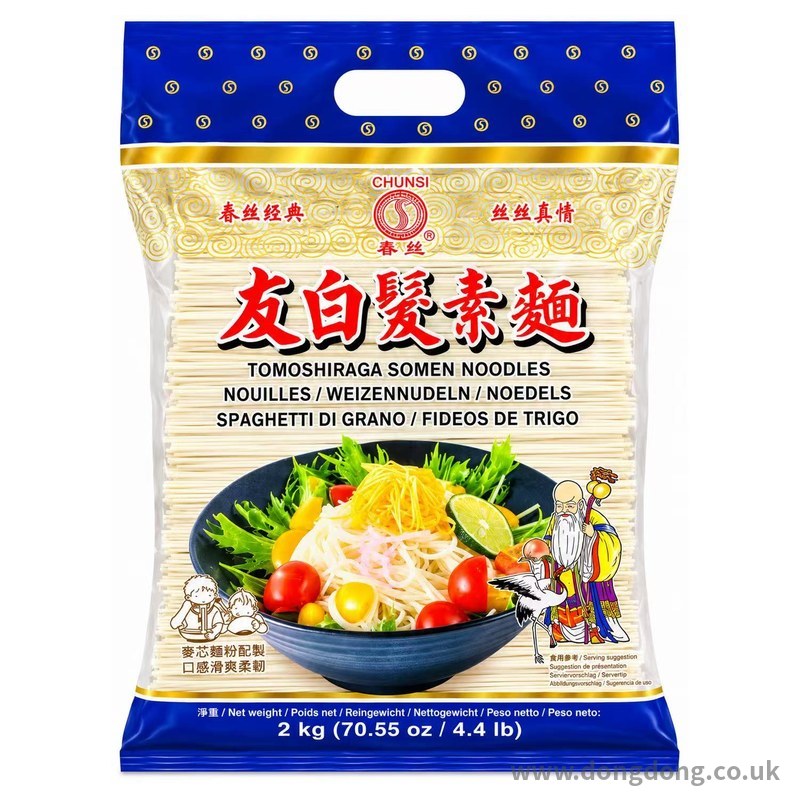 CHUNSI
春丝经典
丝丝真情
春丝®
友白髮素麵
TOMOSHIRAGA SOMEN NOODLES
NOUILLES / WEIZENNUDELN / NOEDELS
SPAGHETTI DI GRANO / FIDEOS DE TRIGO
麥芯麵粉配製
口感滑爽柔韌
食用參考 / Serving suggestion
Suggestion de présentation
Serviervorschlag / Serveertip
Abbildungsvorschlag / Sugerencia de uso
淨重 / Net weight / Poids net / Reingewicht / Nettogewicht / Peso netto / Peso neto:
2 kg (70.55 oz / 4.4 lb)
www.dongdong.co.uk